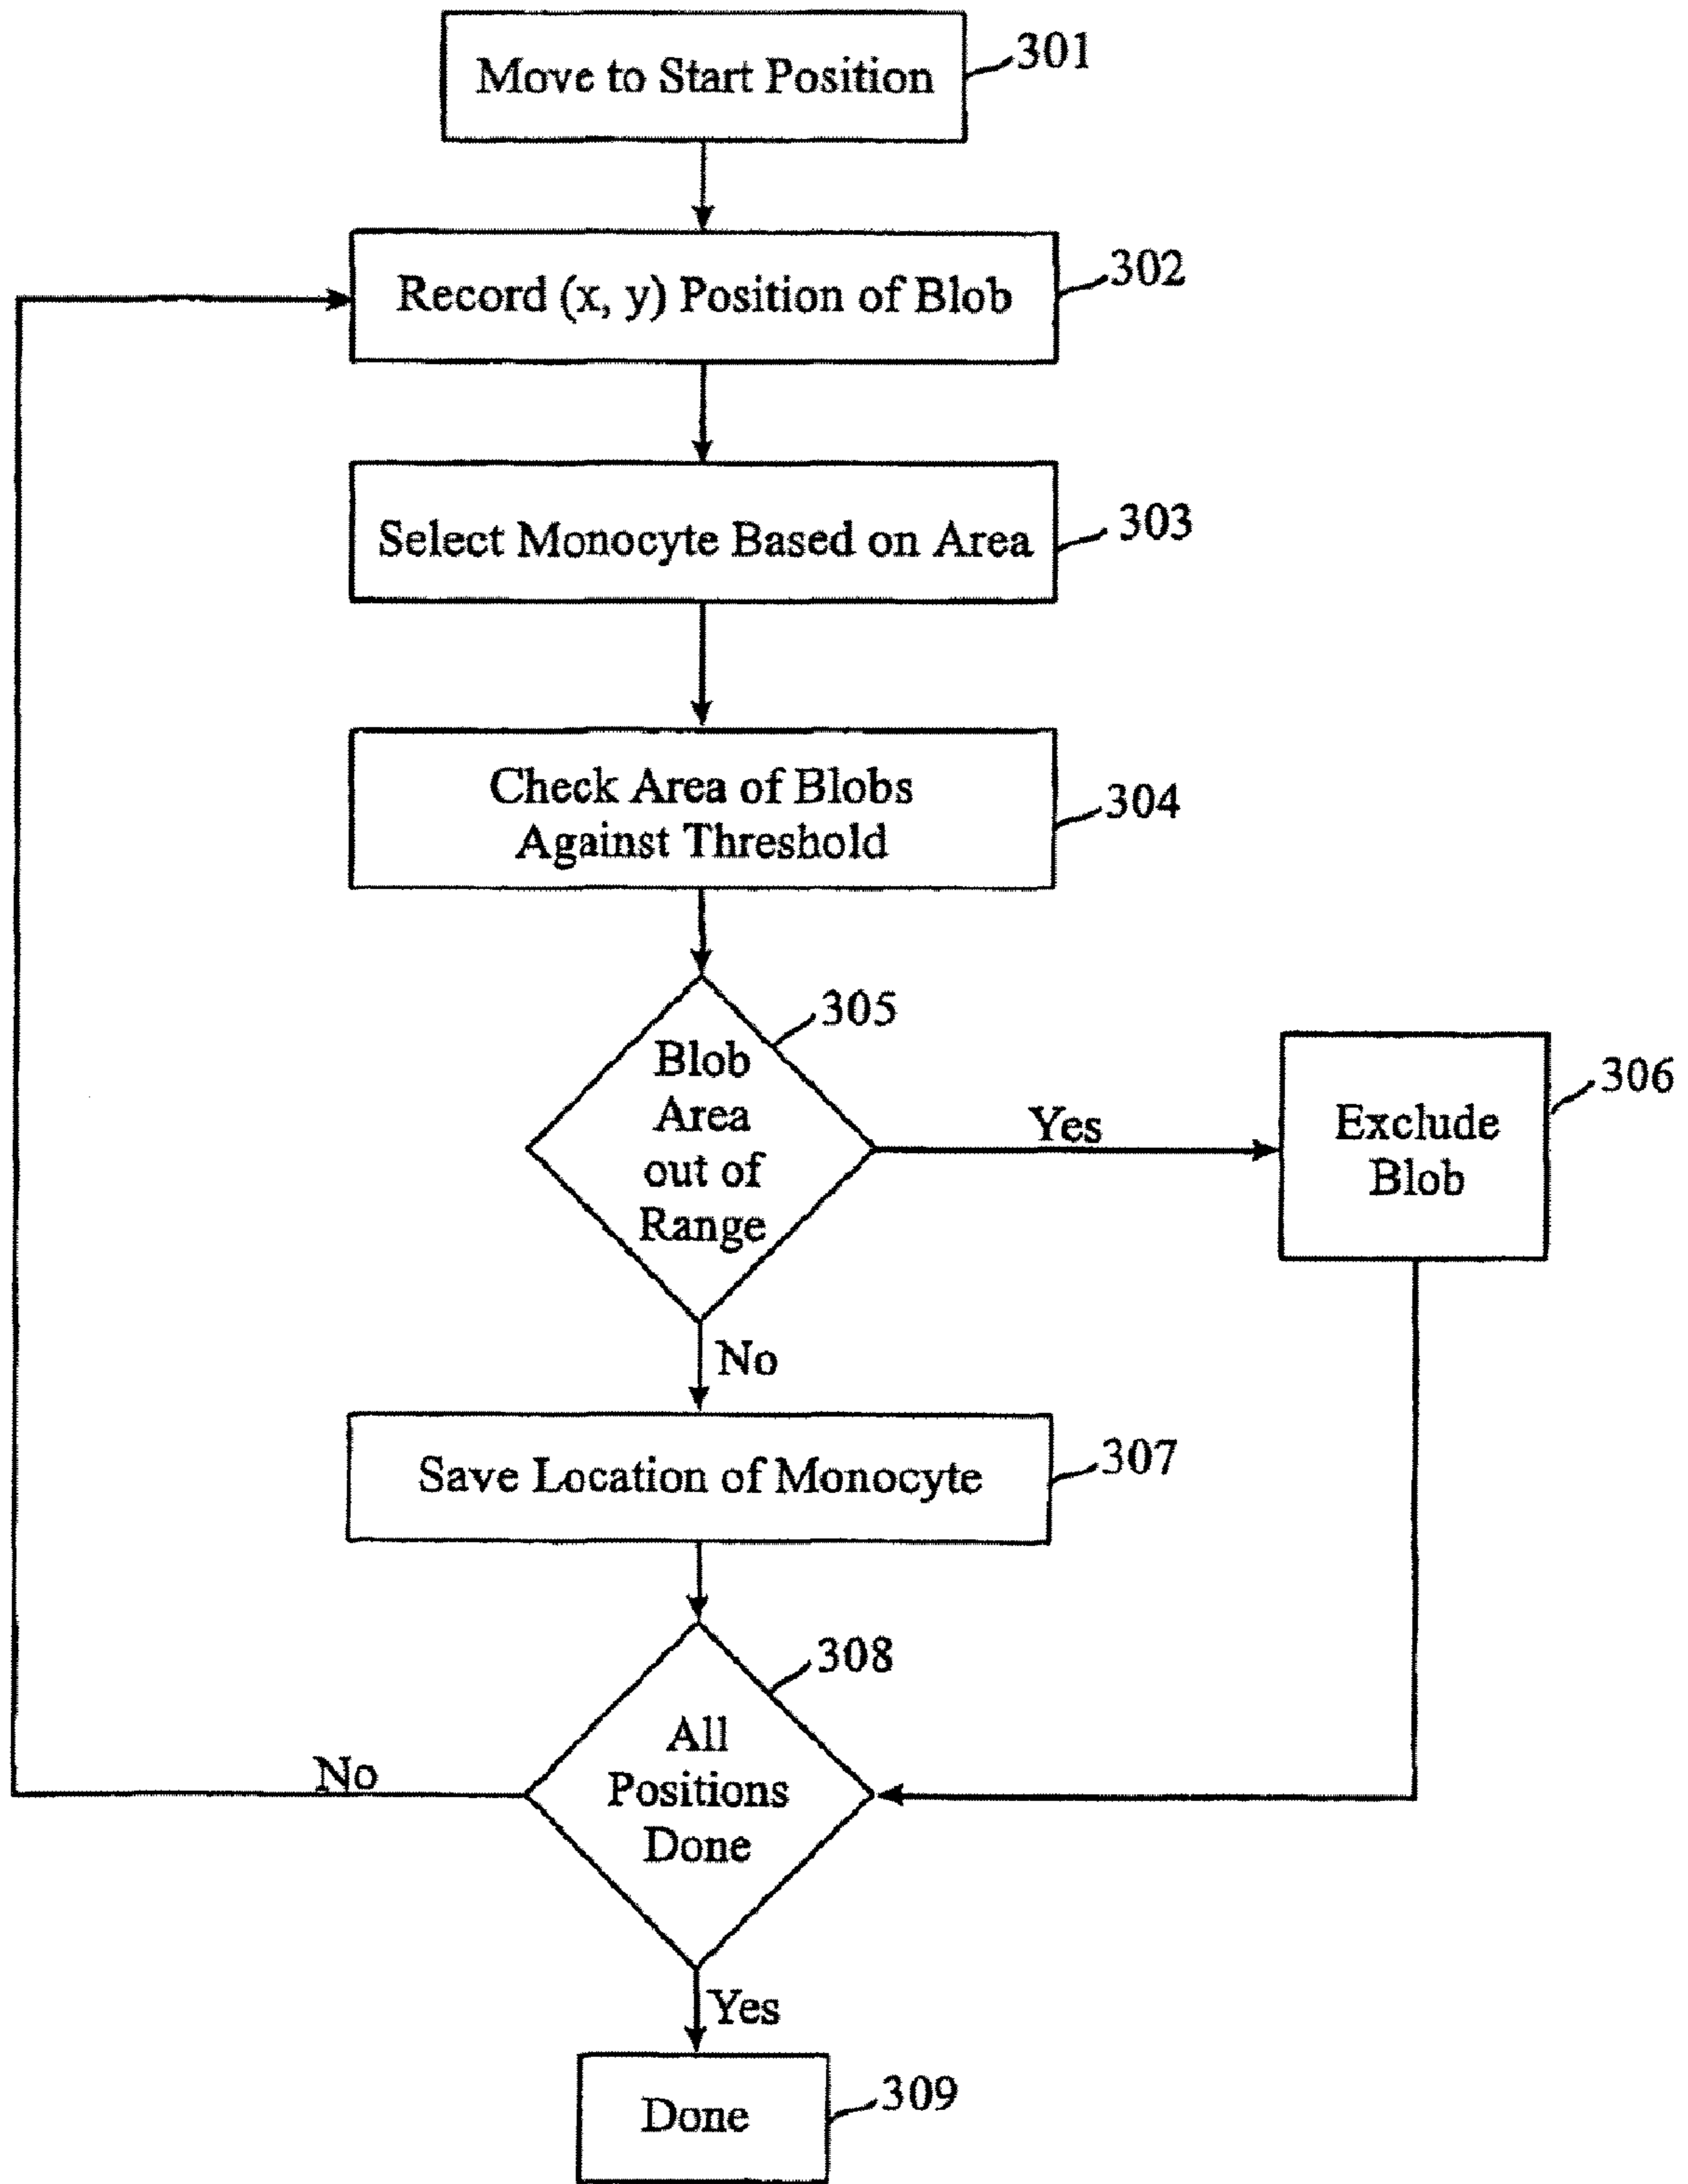 Move to Start Position
301
Record (x, y) Position of Blob
302
Select Monocyte Based on Area
303
Check Area of Blobs
Against Threshold
304
305
Blob
Area
out of
Range
Yes
Exclude
Blob
306
No
Save Location of Monocyte
307
308
All
Positions
Done
No
Yes
Done
309